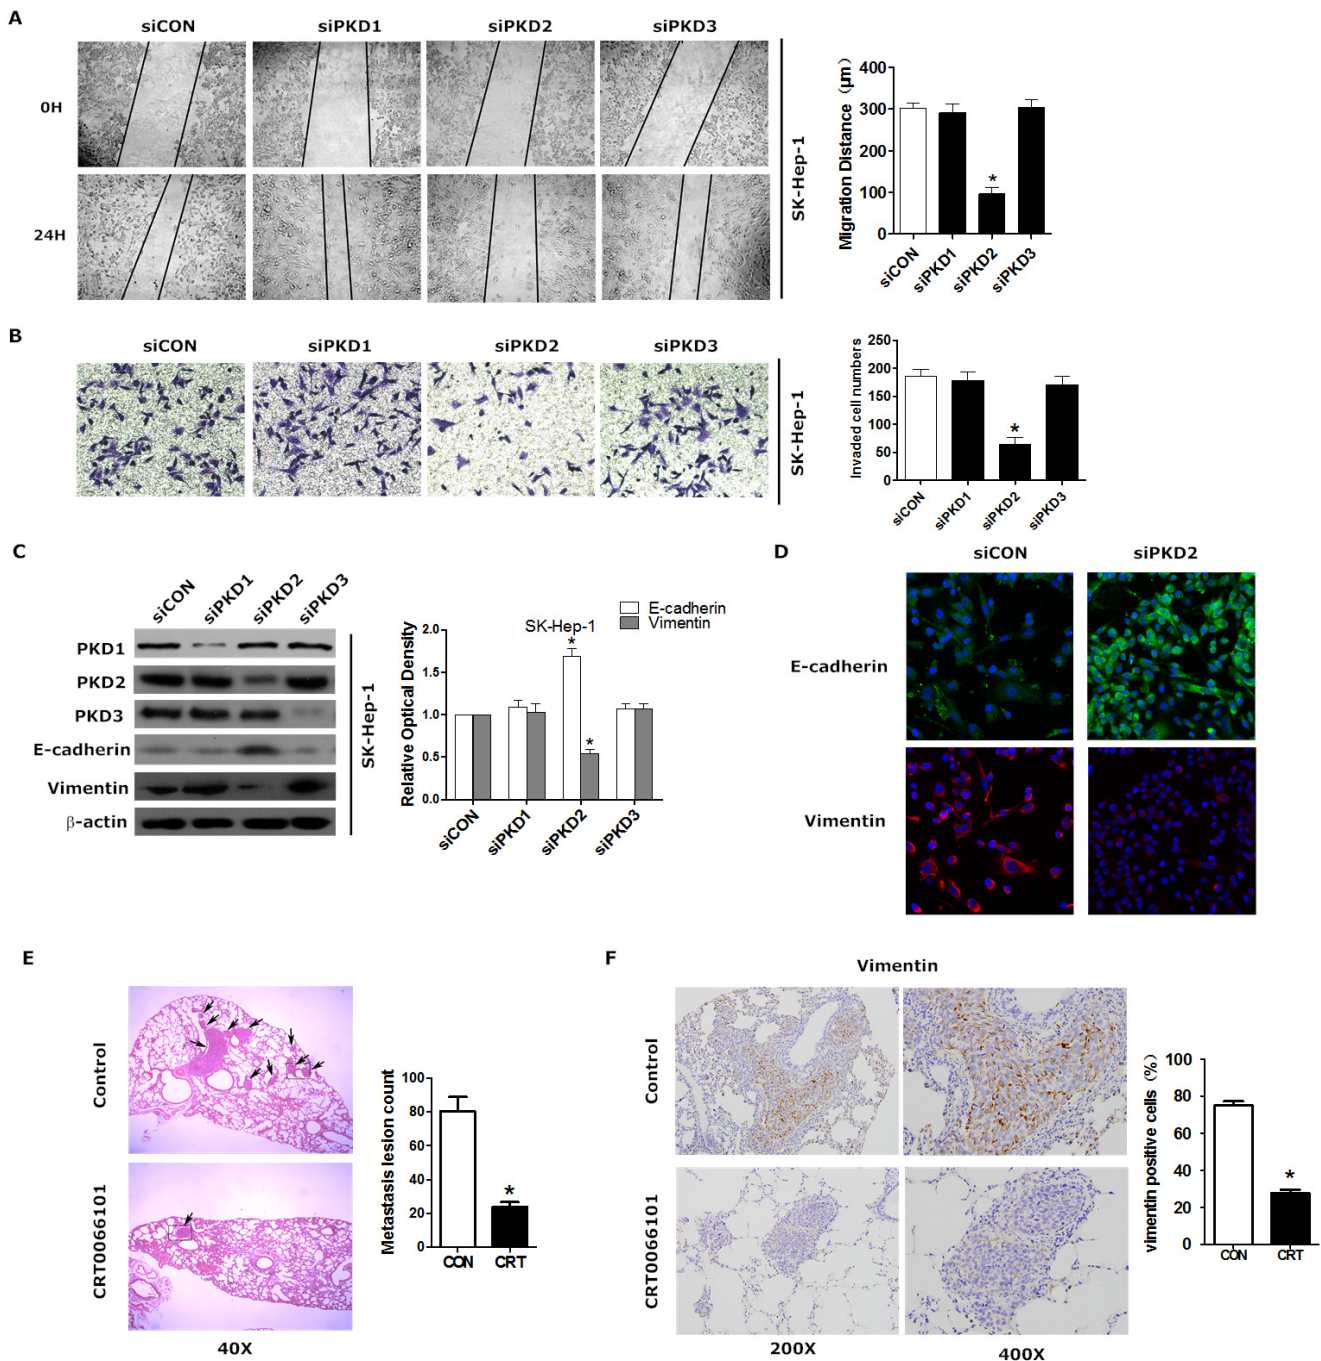 A
siCON siPKD1 siPKD2 siPKD3
0H
24H
SK-Hep-1
Migration Distance (μm)
400
300
200
100
0
*
siCON siPKD1 siPKD2 siPKD3
B
siCON siPKD1 siPKD2 siPKD3
SK-Hep-1
Invaded cell numbers
250
200
150
100
50
0
*
siCON siPKD1 siPKD2 siPKD3
C
siCON siPKD1 siPKD2 siPKD3
PKD1
PKD2
PKD3
E-cadherin
Vimentin
β-actin
SK-Hep-1
E-cadherin
Vimentin
SK-Hep-1
Relative Optical Density
2.0
1.5
1.0
0.5
0.0
*
*
siCON siPKD1 siPKD2 siPKD3
D
siCON siPKD2
E-cadherin
Vimentin
E
Control
CRT0066101
40X
Metastasis lesion count
100
80
60
40
20
0
*
CON CRT
F
Vimentin
Control
CRT0066101
200X 400X
vimentin positive cells (%)
100
80
60
40
20
0
*
CON CRT